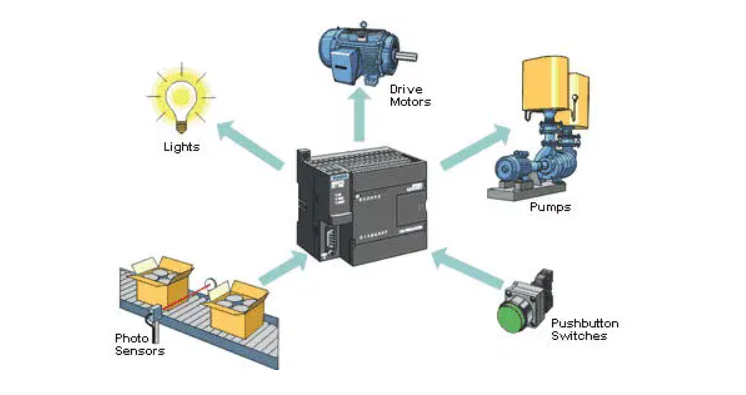 Drive
Motors
Lights
Pumps
Photo
Sensors
Pushbutton
Switches